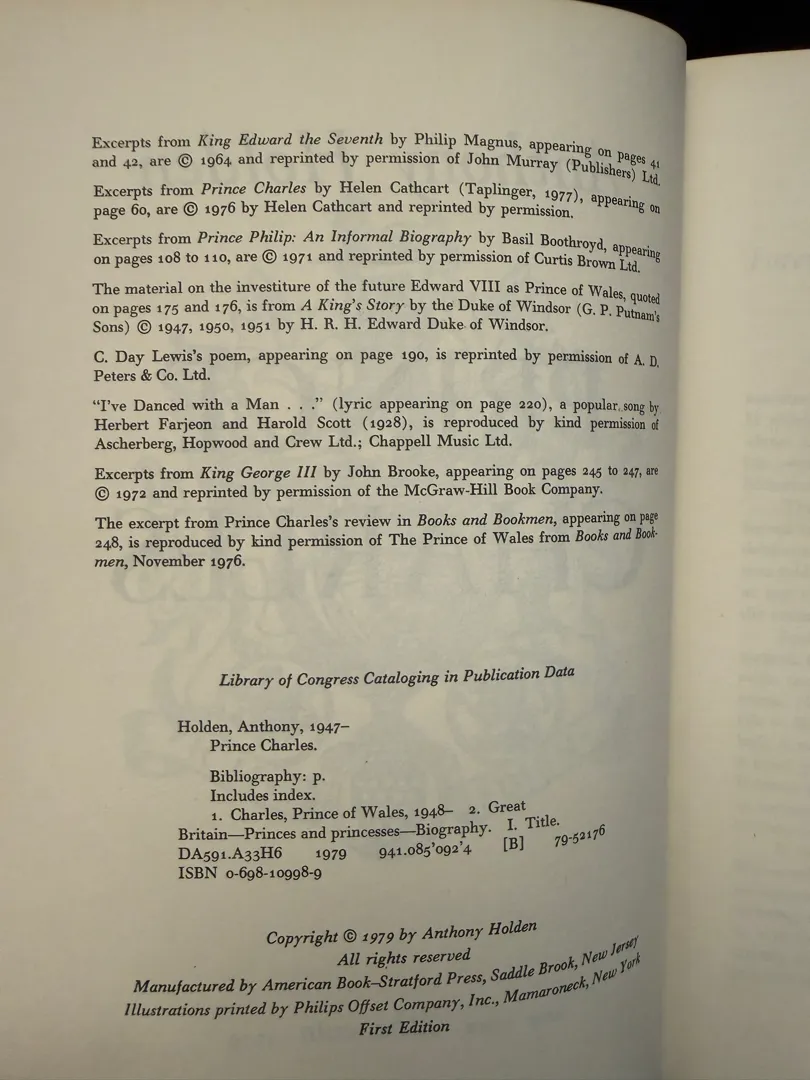 Excerpts from King Edward the Seventh by Philip Magnus, appearing on pages 41
and 42, are © 1964 and reprinted by permission of John Murray (Publishers) Ltd.
Excerpts from Prince Charles by Helen Cathcart (Taplinger, 1977), appearing on
page 60, are © 1976 by Helen Cathcart and reprinted by permission.
Excerpts from Prince Philip: An Informal Biography by Basil Boothroyd, appearing
on pages 108 to 110, are © 1971 and reprinted by permission of Curtis Brown Ltd.
The material on the investiture of the future Edward VIII as Prince of Wales, quoted
on pages 175 and 176, is from A King's Story by the Duke of Windsor (G. P. Putnam's
Sons) © 1947, 1950, 1951 by H. R. H. Edward Duke of Windsor.
C. Day Lewis's poem, appearing on page 190, is reprinted by permission of A. D.
Peters & Co. Ltd.
"I've Danced with a Man . . ." (lyric appearing on page 220), a popular song by
Herbert Farjeon and Harold Scott (1928), is reproduced by kind permission of
Ascherberg, Hopwood and Crew Ltd.; Chappell Music Ltd.
Excerpts from King George III by John Brooke, appearing on pages 245 to 247, are
© 1972 and reprinted by permission of the McGraw-Hill Book Company.
The excerpt from Prince Charles's review in Books and Bookmen, appearing on page
248, is reproduced by kind permission of The Prince of Wales from Books and Book-
men, November 1976.
Library of Congress Cataloging in Publication Data
Holden, Anthony, 1947–
Prince Charles.
Bibliography: p.
Includes index.
1. Charles, Prince of Wales, 1948– 2. Great
Britain—Princes and princesses—Biography. I. Title.
DA591.A33H6 1979 941.085'092'4 [B] 79-52176
ISBN 0-698-10998-9
Copyright © 1979 by Anthony Holden
All rights reserved
Manufactured by American Book–Stratford Press, Saddle Brook, New Jersey
Illustrations printed by Philips Offset Company, Inc., Mamaroneck, New York
First Edition